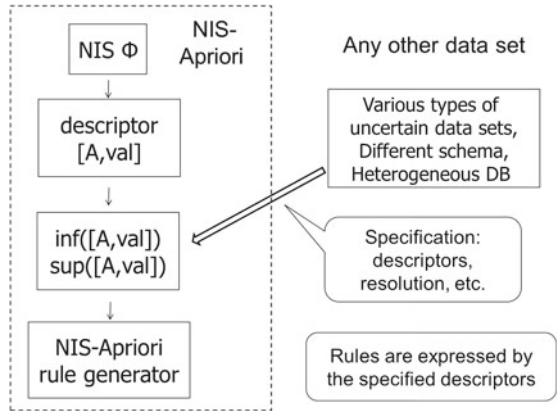 NIS Φ
NIS-
Apriori
descriptor
[A,val]
inf([A,val])
sup([A,val])
NIS-Apriori
rule generator
Any other data set
Various types of
uncertain data sets,
Different schema,
Heterogeneous DB
Specification:
descriptors,
resolution, etc.
Rules are expressed by
the specified descriptors